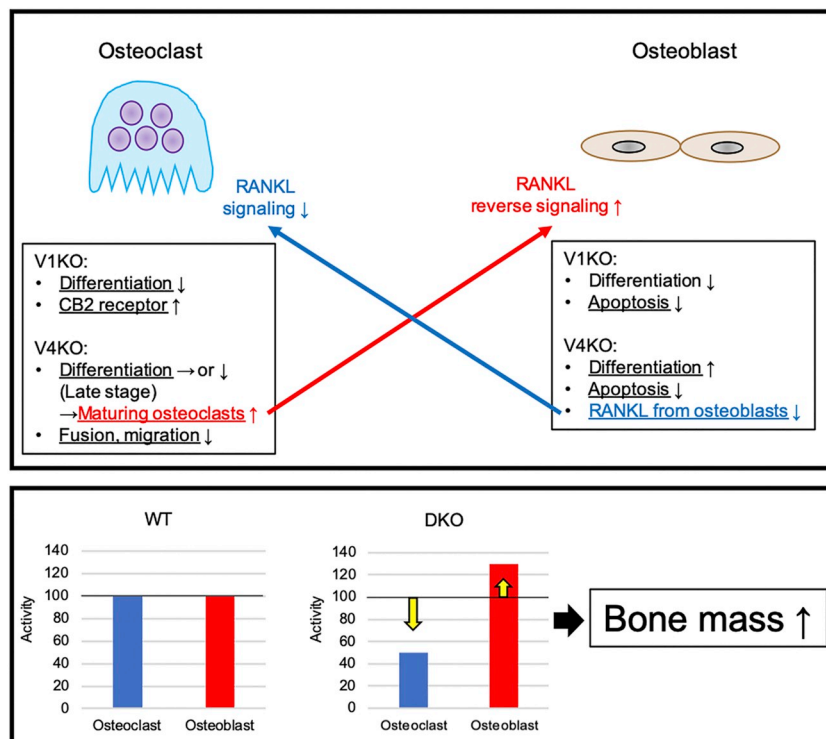 Osteoclast
Osteoblast
RANKL
signaling ↓
RANKL
reverse signaling ↑
V1KO:
• Differentiation ↓
• CB2 receptor ↑
V4KO:
• Differentiation → or ↓
(Late stage)
→Maturing osteoclasts ↑
• Fusion, migration ↓
V1KO:
• Differentiation ↓
• Apoptosis ↓
V4KO:
• Differentiation ↑
• Apoptosis ↓
• RANKL from osteoblasts ↓
WT
Activity
140
120
100
80
60
40
20
0
Osteoclast
Osteoblast
DKO
Activity
140
120
100
80
60
40
20
0
Osteoclast
Osteoblast
Bone mass ↑